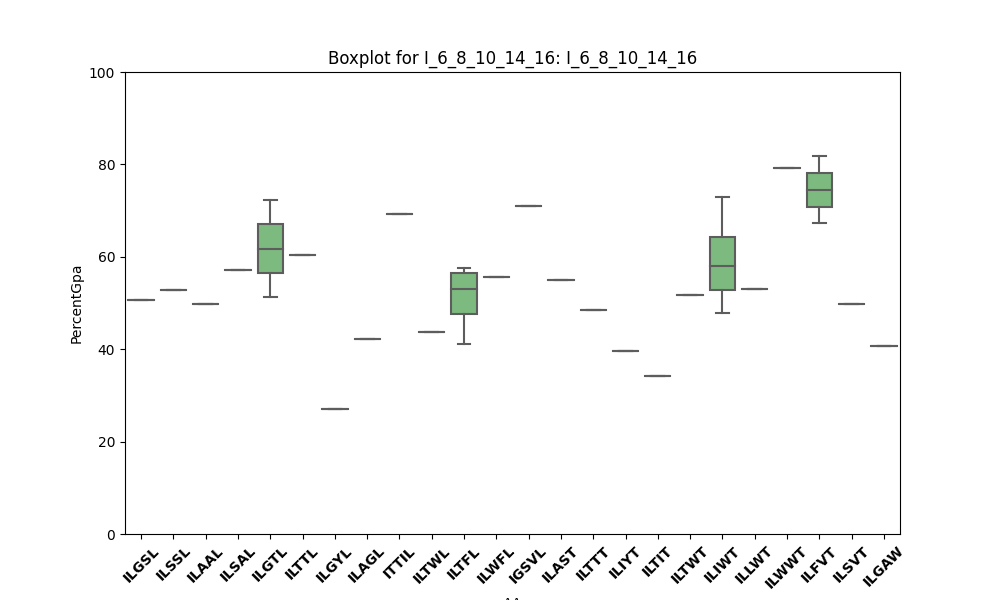 Boxplot for I_6_8_10_14_16: I_6_8_10_14_16
100
80
60
40
20
0
PercentGpa
ILGSL ILSSL ILAAL ILSAL ILGTL ILTTL ILGYL ILAGL ITTIL ILTWL ILTFL ILWFL IGSVL ILAST ILTTT ILIYT ILTIT ILTWT ILIWT ILLWT ILWWT ILFVT ILSVT ILGAW